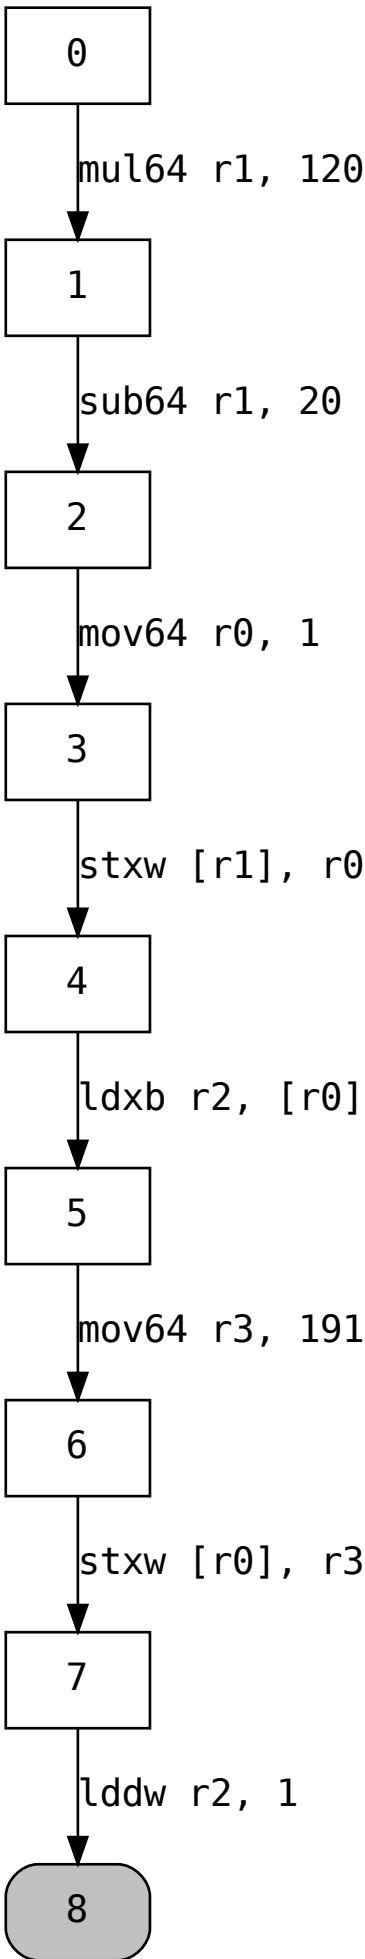 0
mul64 r1, 120
1
sub64 r1, 20
2
mov64 r0, 1
3
stxw [r1], r0
4
ldxb r2, [r0]
5
mov64 r3, 191
6
stxw [r0], r3
7
lddw r2, 1
8